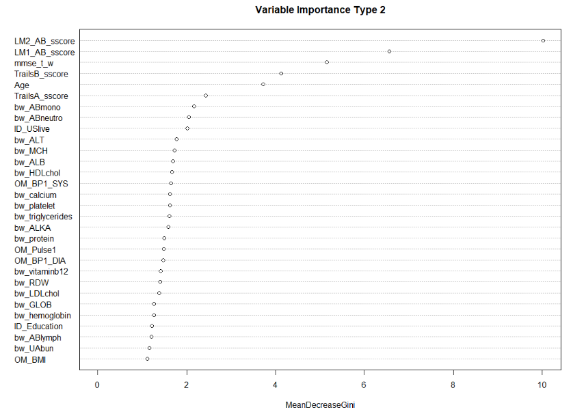 Variable Importance Type 2
LM2_AB_sscore
LM1_AB_sscore
mmse_t_w
TrailsB_sscore
Age
TrailsA_sscore
bw_ABmono
bw_ABneutro
ID_USlive
bw_ALT
bw_MCH
bw_ALB
bw_HDLchol
OM_BP1_SYS
bw_calcium
bw_platelet
bw_triglycerides
bw_ALKA
bw_protein
OM_Pulse1
OM_BP1_DIA
bw_vitaminb12
bw_RDW
bw_LDLchol
bw_GLOB
bw_hemoglobin
ID_Education
bw_ABlymph
bw_UAbun
OM_BMI
0 2 4 6 8 10
MeanDecreaseGini